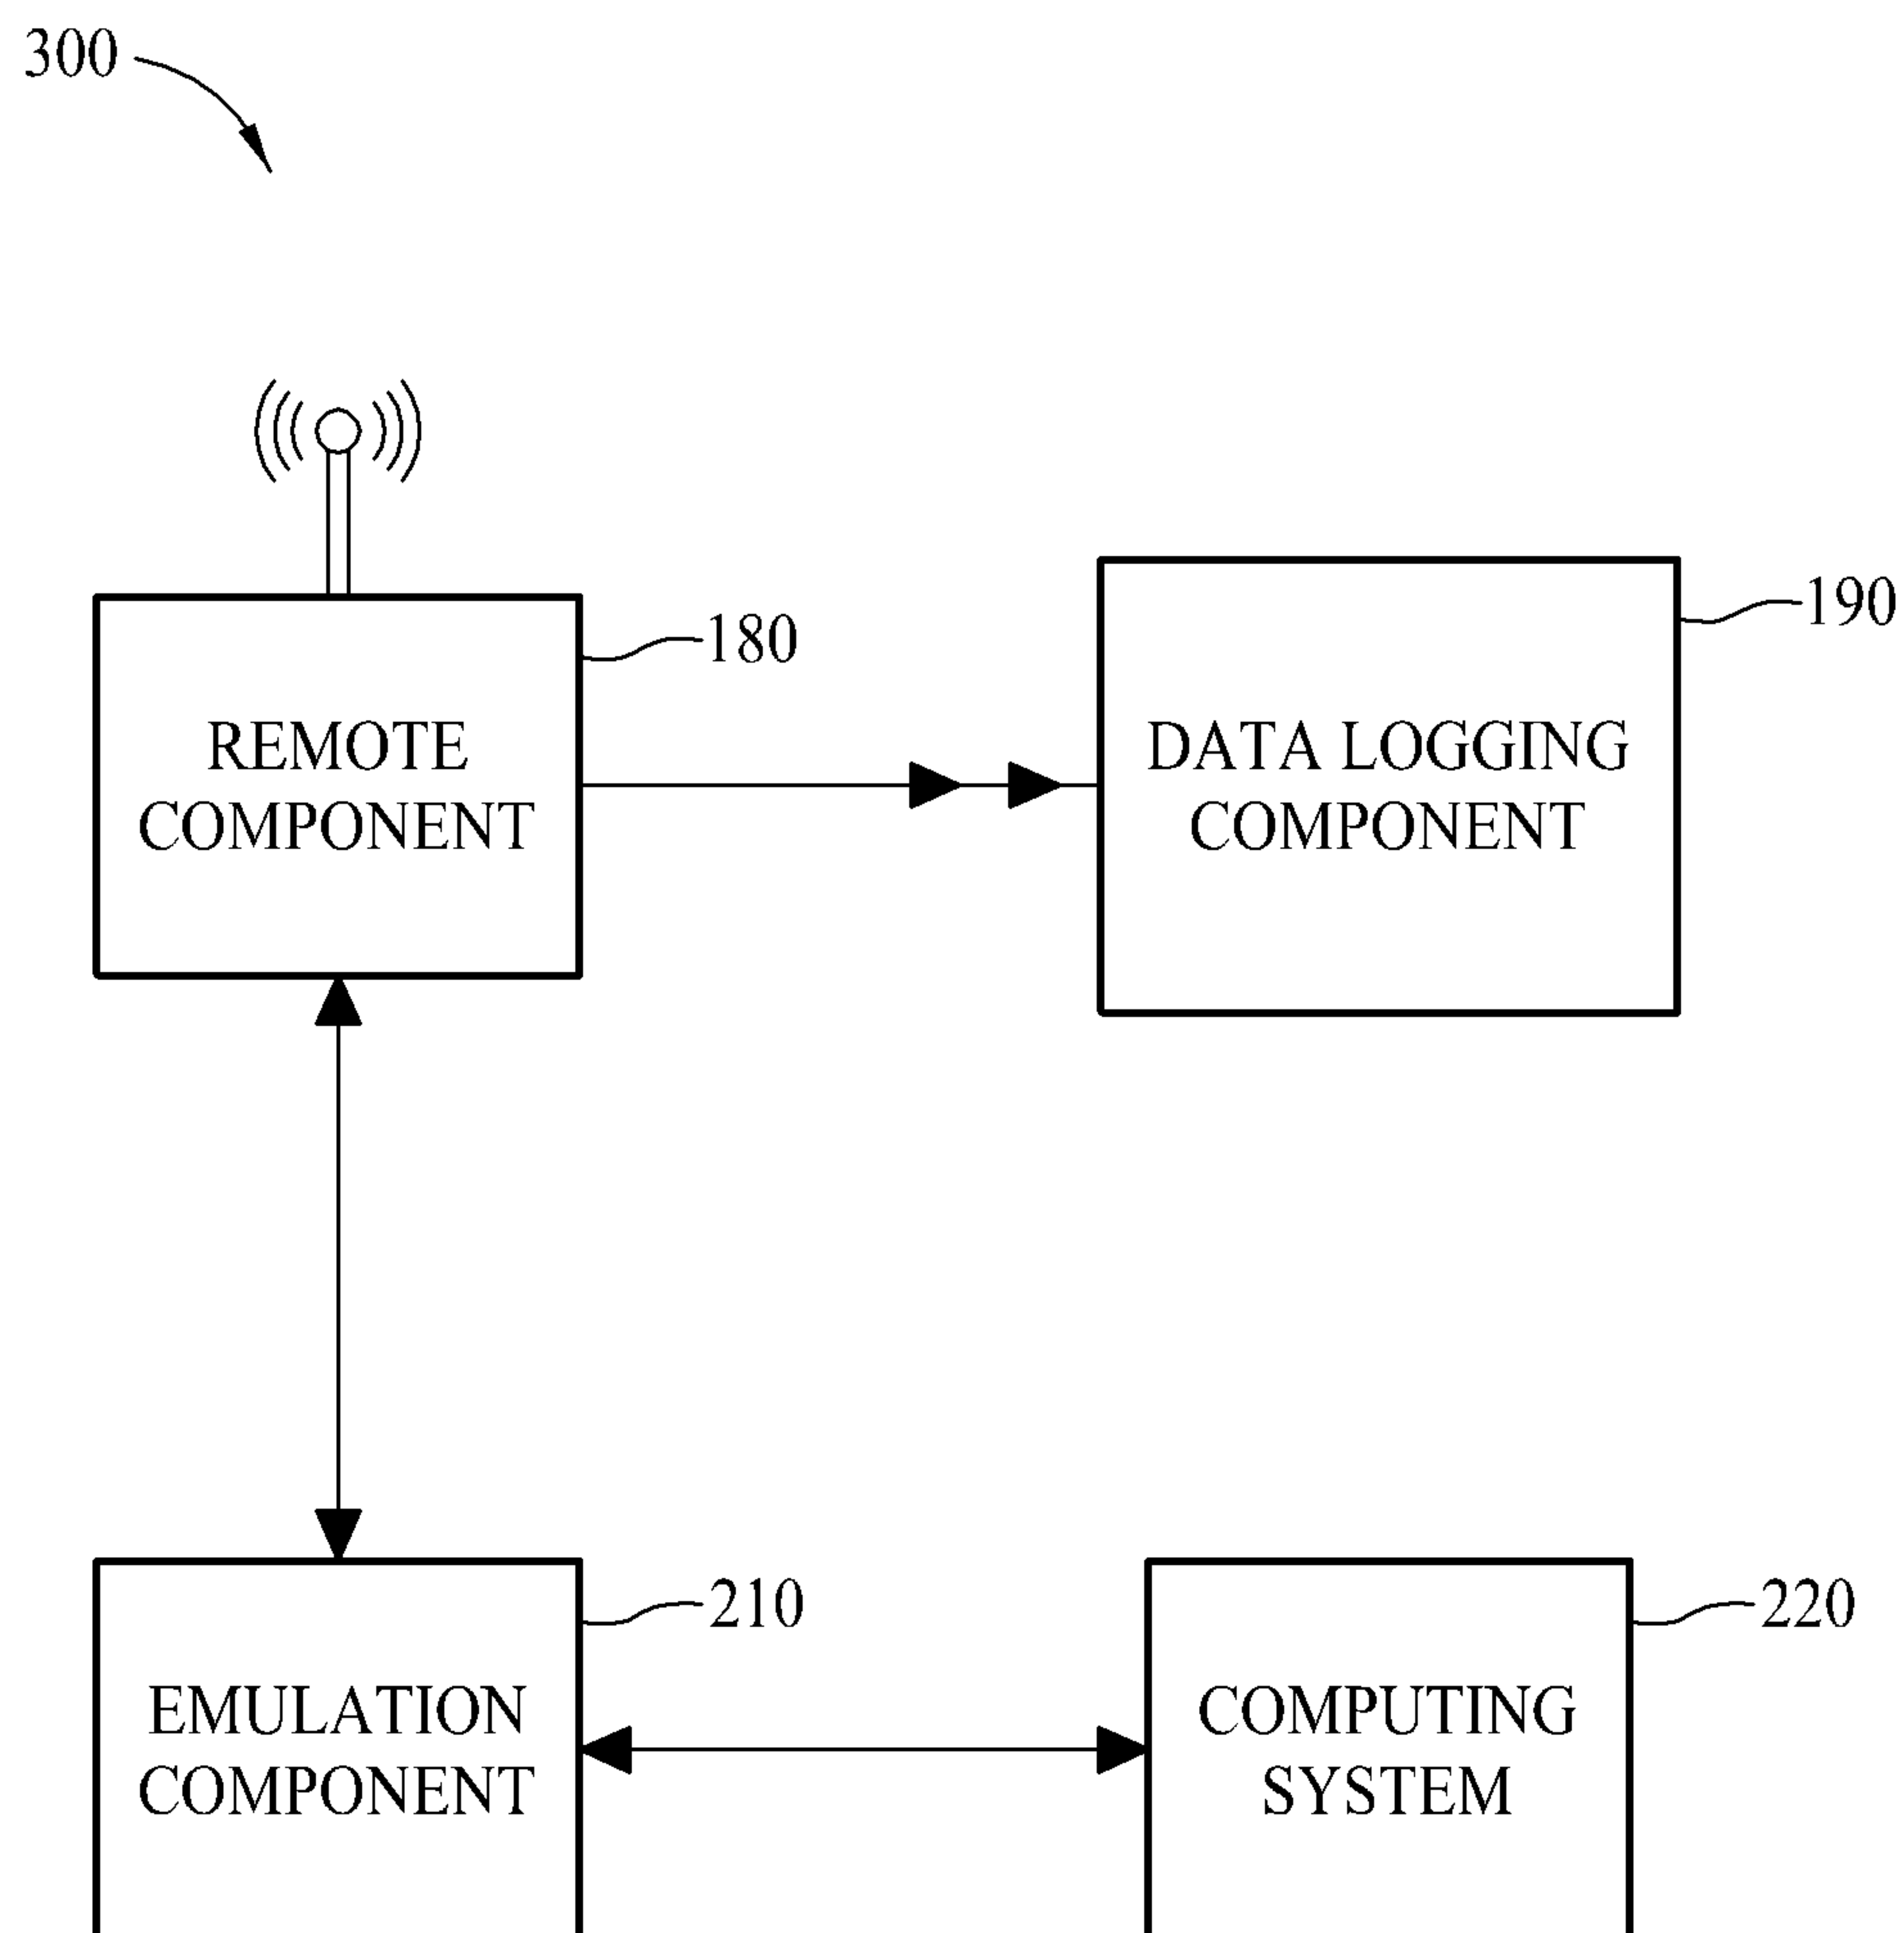 300
180
190
REMOTE
COMPONENT
DATA LOGGING
COMPONENT
210
220
EMULATION
COMPONENT
COMPUTING
SYSTEM